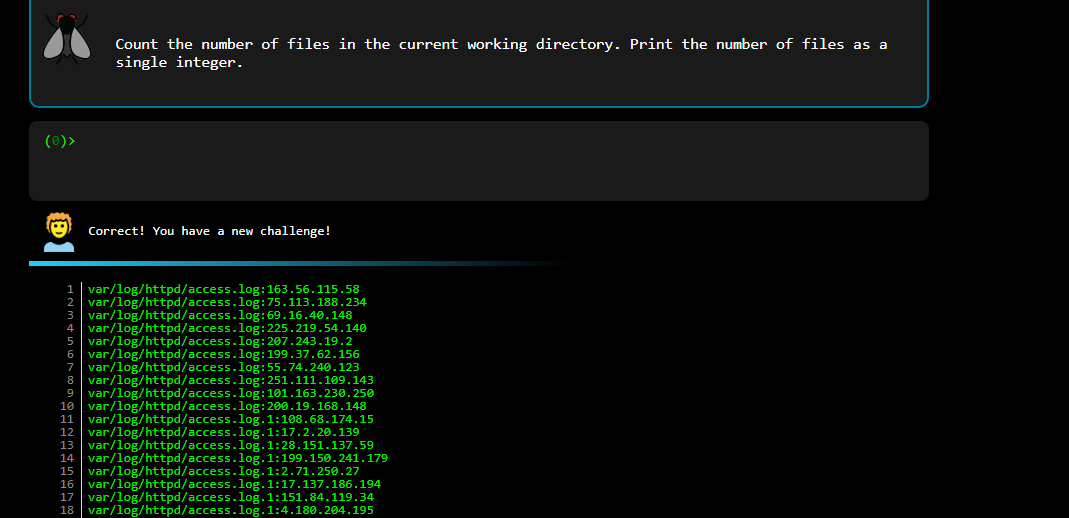 Count the number of files in the current working directory. Print the number of files as a
single integer.
(0)>
Correct! You have a new challenge!
1 var/log/httpd/access.log:163.56.115.58
2 var/log/httpd/access.log:75.113.188.234
3 var/log/httpd/access.log:69.16.40.148
4 var/log/httpd/access.log:225.219.54.140
5 var/log/httpd/access.log:207.243.19.2
6 var/log/httpd/access.log:199.37.62.156
7 var/log/httpd/access.log:55.74.240.123
8 var/log/httpd/access.log:251.111.109.143
9 var/log/httpd/access.log:101.163.230.250
10 var/log/httpd/access.log:200.19.168.148
11 var/log/httpd/access.log.1:108.68.174.15
12 var/log/httpd/access.log.1:17.2.20.139
13 var/log/httpd/access.log.1:28.151.137.59
14 var/log/httpd/access.log.1:199.150.241.179
15 var/log/httpd/access.log.1:2.71.250.27
16 var/log/httpd/access.log.1:17.137.186.194
17 var/log/httpd/access.log.1:151.84.119.34
18 var/log/httpd/access.log.1:4.180.204.195